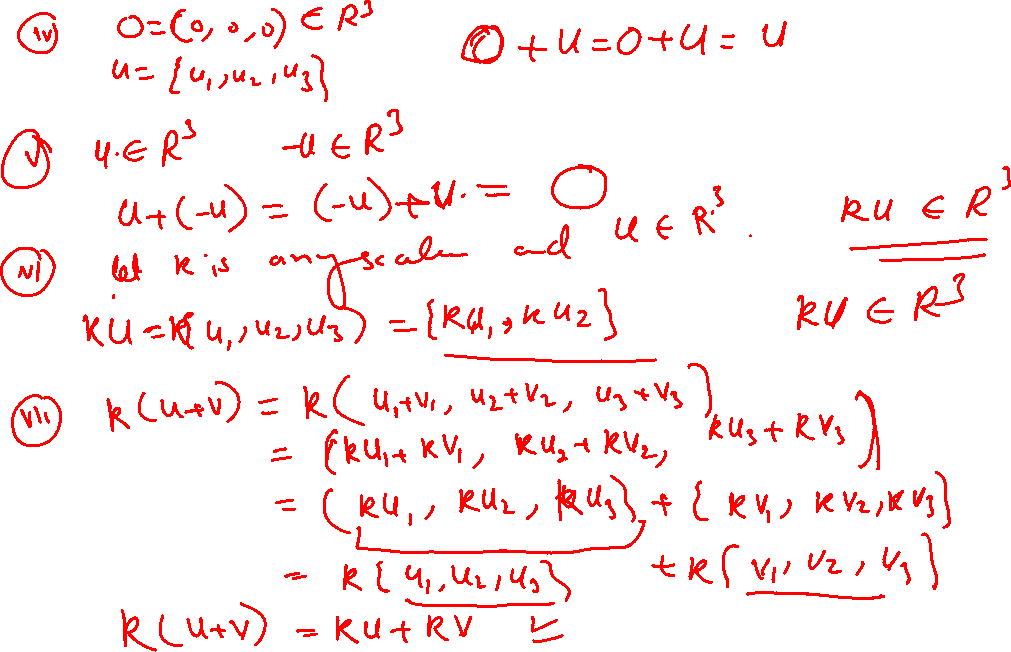 (iv) O=(0,0,0) ∈ R³ O+u=O+u=u
u={u₁,u₂,u₃}
(v) u.∈ R³ -u ∈ R³
u+(-u) = (-u)+u. = O
(vi) let k is any scalar and u ∈ R³. ku ∈ R³
ku=k{u₁,u₂,u₃) = {ku₁,ku₂} ku ∈ R³
(vii) k(u+v) = k(u₁+v₁, u₂+v₂, u₃+v₃)
= (ku₁+kv₁, ku₂+kv₂, ku₃+kv₃)
= (ku₁, ku₂, ku₃} + {kv₁, kv₂,kv₃}
= k{u₁,u₂,u₃} + k{v₁,v₂,v₃}
k(u+v) = ku+kv